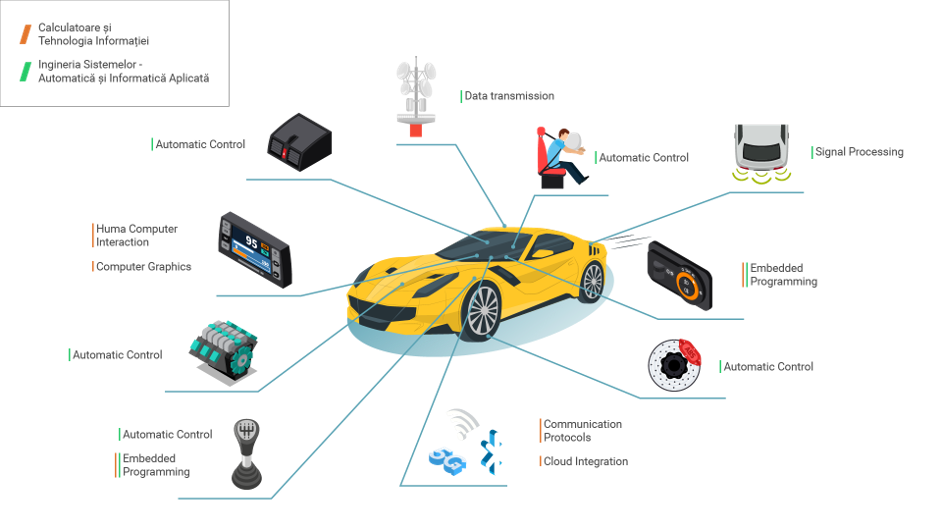 Calculatoare și
Tehnologia Informației
Ingineria Sistemelor -
Automatică și Informatică Aplicată
Data transmission
Automatic Control
Automatic Control
Signal Processing
Huma Computer
Interaction
95
Computer Graphics
Embedded
Programming
Automatic Control
Automatic Control
Automatic Control
Embedded
Programming
5G
Communication
Protocols
Cloud Integration